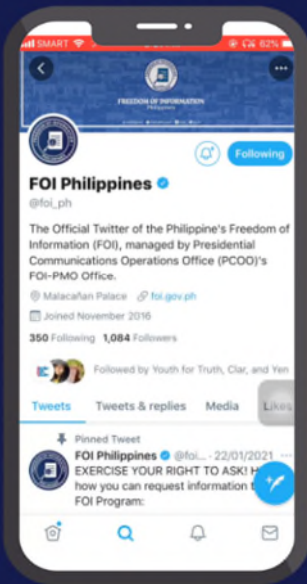 SMART
62%
FREEDOM OF INFORMATION
Philippines
Following
FOI Philippines
@foi_ph
The Official Twitter of the Philippine's Freedom of
Information (FOI), managed by Presidential
Communications Operations Office (PCOO)'s
FOI-PMO Office.
Malacañan Palace foi.gov.ph
Joined November 2016
350 Following 1,084 Followers
Followed by Youth for Truth, Clar, and Yen
Tweets Tweets & replies Media Likes
Pinned Tweet
FOI Philippines @foi... · 22/01/2021
EXERCISE YOUR RIGHT TO ASK!
how you can request information
FOI Program: